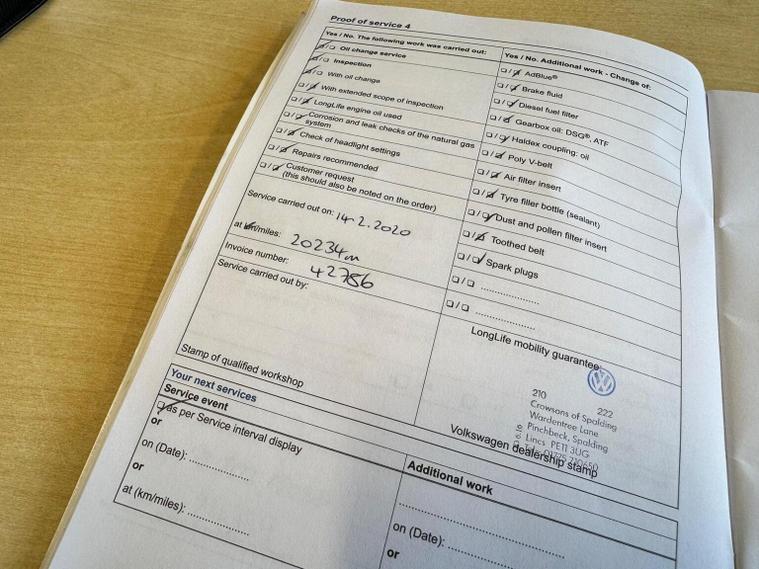 Proof of service 4
Yes / No. The following work was carried out:
Oil change service
Inspection
With oil change
With extended scope of inspection
LongLife engine oil used
Corrosion and leak checks of the natural gas
system
Check of headlight settings
Repairs recommended
Customer request
(this should also be noted on the order)
Service carried out on: 14.2.2020
at km/miles: 20234m
Invoice number: 42786
Service carried out by:
Stamp of qualified workshop
Yes / No. Additional work - Change of:
AdBlue®
Brake fluid
Diesel fuel filter
Gearbox oil: DSG®, ATF
Haldex coupling: oil
Poly V-belt
Air filter insert
Tyre filler bottle (sealant)
Dust and pollen filter insert
Toothed belt
Spark plugs
LongLife mobility guarantee
210 222
Crowsons of Spalding
Wardentree Lane
Pinchbeck, Spalding
Lincs PE11 3UG
Volkswagen dealership stamp
Your next services
Service event
as per Service interval display
or
on (Date):
or
at (km/miles):
Additional work
on (Date):
or